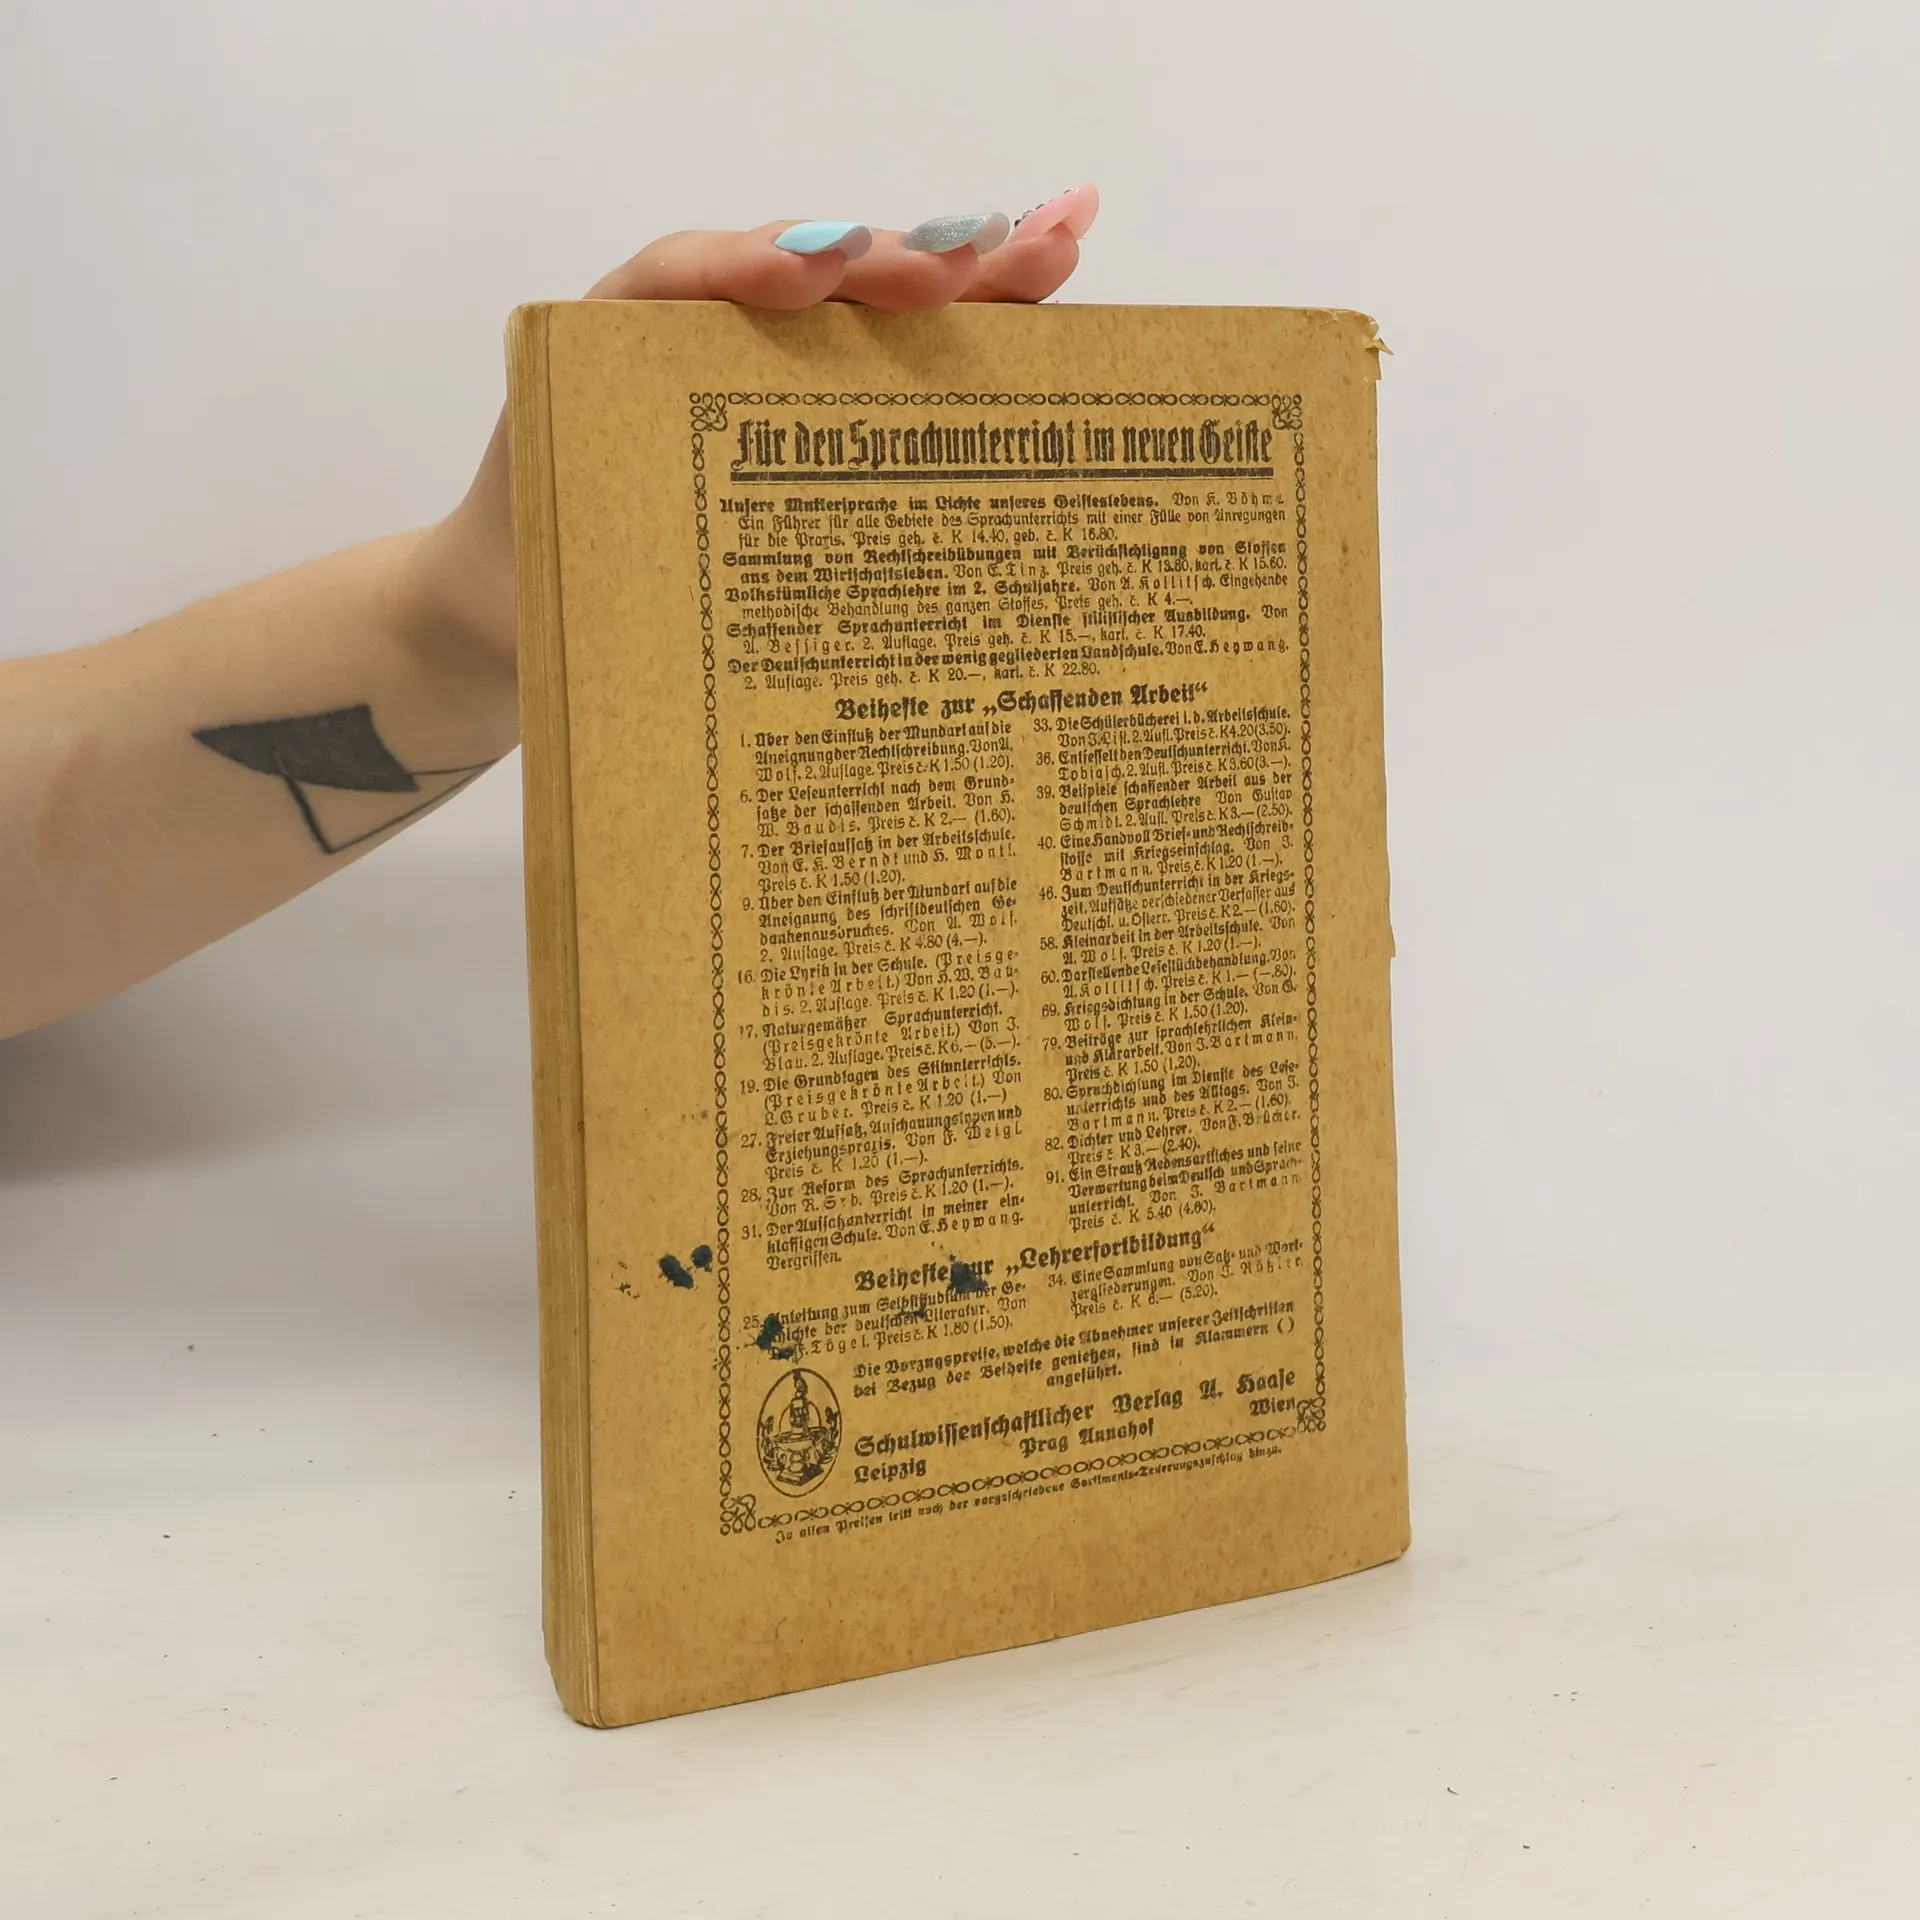 Für den Sprachunterricht im neuen Geiste
Unsere Muttersprache im Lichte unseres Geisteslebens. Von K. Böhme.
Ein Führer für alle Gebiete des Sprachunterrichts mit einer Fülle von Anregungen
für die Praxis. Preis geh. č. K 14.40, geb. č. K 16.80.
Sammlung von Rechtschreibübungen mit Berücksichtigung von Stoffen
aus dem Wirtschaftsleben. Von E. Tinz. Preis geh. č. K 13.80, kart. č. K 15.60.
Volkstümliche Sprachlehre im 2. Schuljahre. Von A. Kollitsch. Eingehende
methodische Behandlung des ganzen Stoffes. Preis geh. č. K 4.—.
Schaffender Sprachunterricht im Dienste stilistischer Ausbildung. Von
A. Bessiger. 2. Auflage. Preis geh. č. K 15.—, kart. č. K 17.40.
Der Deutschunterricht in der wenig gegliederten Landschule. Von E. Heywang.
2. Auflage. Preis geh. č. K 20.—, kart. č. K 22.80.
Beihefte zur „Schaffenden Arbeit“
1. Über den Einfluß der Mundart auf die
Aneignung der Rechtschreibung. Von A.
Wolf. 2. Auflage. Preis č. K 1.50 (1.20).
6. Der Leseunterricht nach dem Grund-
satze der schaffenden Arbeit. Von H.
W. Baudis. Preis č. K 2.— (1.60).
7. Der Briefaufsatz in der Arbeitsschule.
Von E. K. Berndt und H. Montl.
Preis č. K 1.50 (1.20).
9. Über den Einfluß der Mundart auf die
Aneignung des schriftdeutschen Ge-
dankenausdruckes. Von A. Wolf.
2. Auflage. Preis č. K 4.80 (4.—).
16. Die Lyrik in der Schule. (Preisge-
krönte Arbeit.) Von H. W. Bau-
dis. 2. Auflage. Preis č. K 1.20 (1.—).
17. Naturgemäßer Sprachunterricht.
(Preisgekrönte Arbeit.) Von J.
Blau. 2. Auflage. Preis č. K 6.— (5.—).
19. Die Grundlagen des Stilunterrichts.
(Preisgekrönte Arbeit.) Von
L. Gruber. Preis č. K 1.20 (1.—)
27. Freier Aufsatz, Anschauungstypen und
Erziehungspraxis. Von F. Weigl.
Preis č. K 1.20 (1.—).
28. Zur Reform des Sprachunterrichts.
Von R. Preis č. K 1.20 (1.—).
31. Der Aufsatzunterricht in meiner ein-
klassigen Schule. Von E. Heywang.
Vergriffen.
33. Die Schülerbücherei i. d. Arbeitsschule.
Von J. List. 2. Aufl. Preis č. K 4.20 (3.50).
36. Entfesselt den Deutschunterricht. Von K.
Tobiasch. 2. Aufl. Preis č. K 3.60 (3.—).
39. Beispiele schaffender Arbeit aus der
deutschen Sprachlehre Von Gustav
Schmidt. 2. Aufl. Preis č. K 3.— (2.50).
40. Eine Handvoll Brief- und Rechtschreib-
stoffe mit Kriegseinschlag. Von J.
Bartmann. Preis č. K 1.20 (1.—).
46. Zum Deutschunterricht in der Kriegs-
zeit. Aufsätze verschiedener Verfasser aus
Deutschl. u. Österr. Preis č. K 2.— (1.60).
58. Kleinarbeit in der Arbeitsschule. Von
A. Wolf. Preis č. K 1.20 (1.—).
60. Darstellende Lesestückbehandlung. Von
A. Kollitsch. Preis č. K 1.— (—.80).
69. Kriegsdichtung in der Schule. Von G.
Wolf. Preis č. K 1.50 (1.20).
79. Beiträge zur sprachlehrlichen Klein-
und Klärarbeit. Von J. Bartmann.
Preis č. K 1.50 (1.20).
80. Spruchdichtung im Dienste des Lese-
unterrichts und des Alltags. Von J.
Bartmann. Preis č. K 2.— (1.60).
82. Dichter und Lehrer. Von F. Brücker.
Preis č. K 3.— (2.40).
91. Ein Strauß Redensartliches und seine
Verwertung beim Deutsch und Sprach-
unterricht. Von J. Bartmann
Preis č. K 5.40 (4.60).
Beihefte zur „Lehrerfortbildung“
25. Anleitung zum Selbststudium der Ge-
schichte der deutschen Literatur. Von
F. Tögel. Preis č. K 1.80 (1.50).
34. Eine Sammlung von Satz- und Wort-
zergliederungen. Von J. Rößler.
Preis č. K 6.— (5.20).
Die Vorzugspreise, welche die Abnehmer unserer Zeitschriften
bei Bezug der Beihefte genießen, sind in Klammern ( )
angeführt.
Schulwissenschaftlicher Verlag A. Haase
Leipzig Prag Annahof Wien
Zu allen Preisen tritt noch der vorgeschriebene Sortiments-Teuerungszuschlag hinzu.